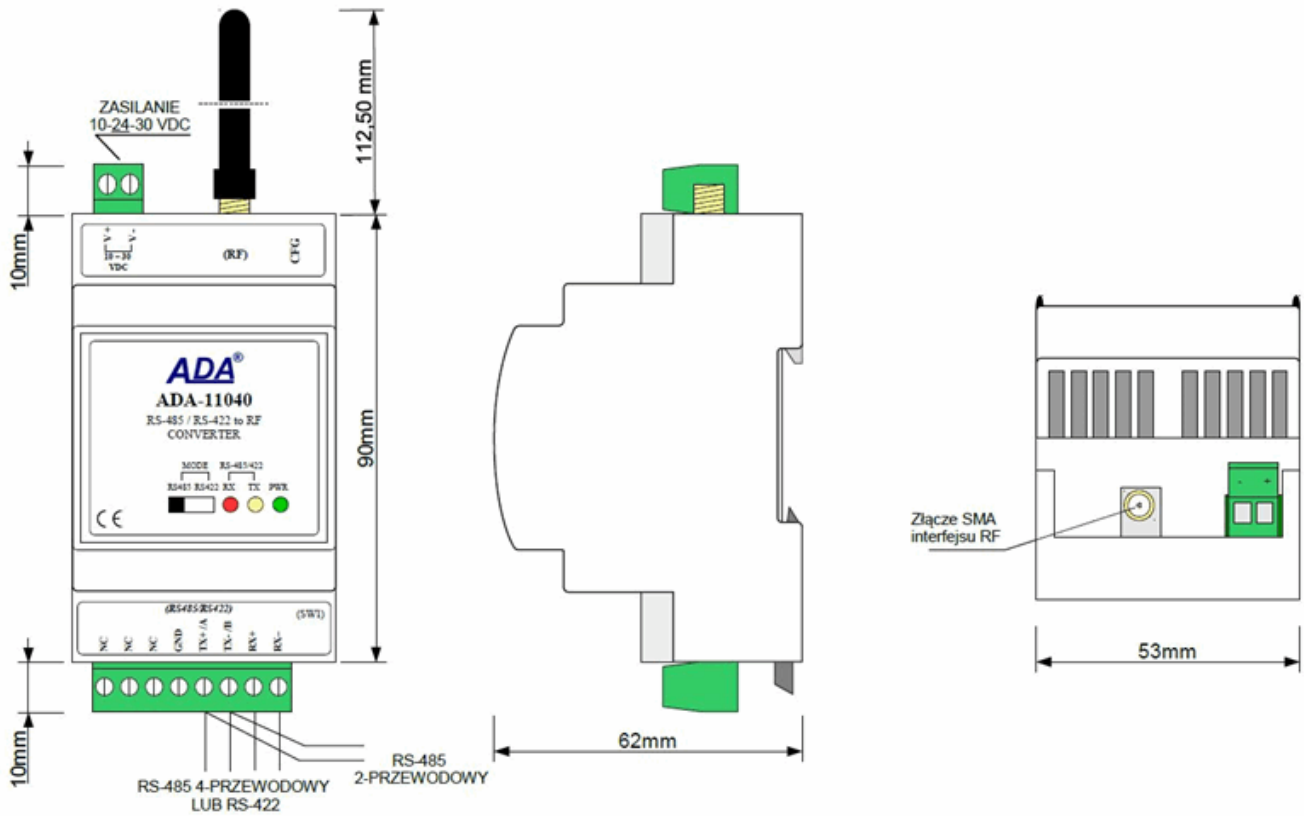 ZASILANIE
10-24-30 VDC
112,50 mm
10mm
V+
V-
10 - 30
VDC
(RF)
CFG
ADA®
ADA-11040
RS-485 / RS-422 to RF
CONVERTER
MODE RS-485/422
RS485 RS422 RX TX PWR
CE
90mm
(RS485/RS422)
(SW1)
NC
NC
NC
GND
TX+/A
TX-/B
RX+
RX-
10mm
RS-485
2-PRZEWODOWY
RS-485 4-PRZEWODOWY
LUB RS-422
62mm
- +
Złącze SMA
interfejsu RF
53mm